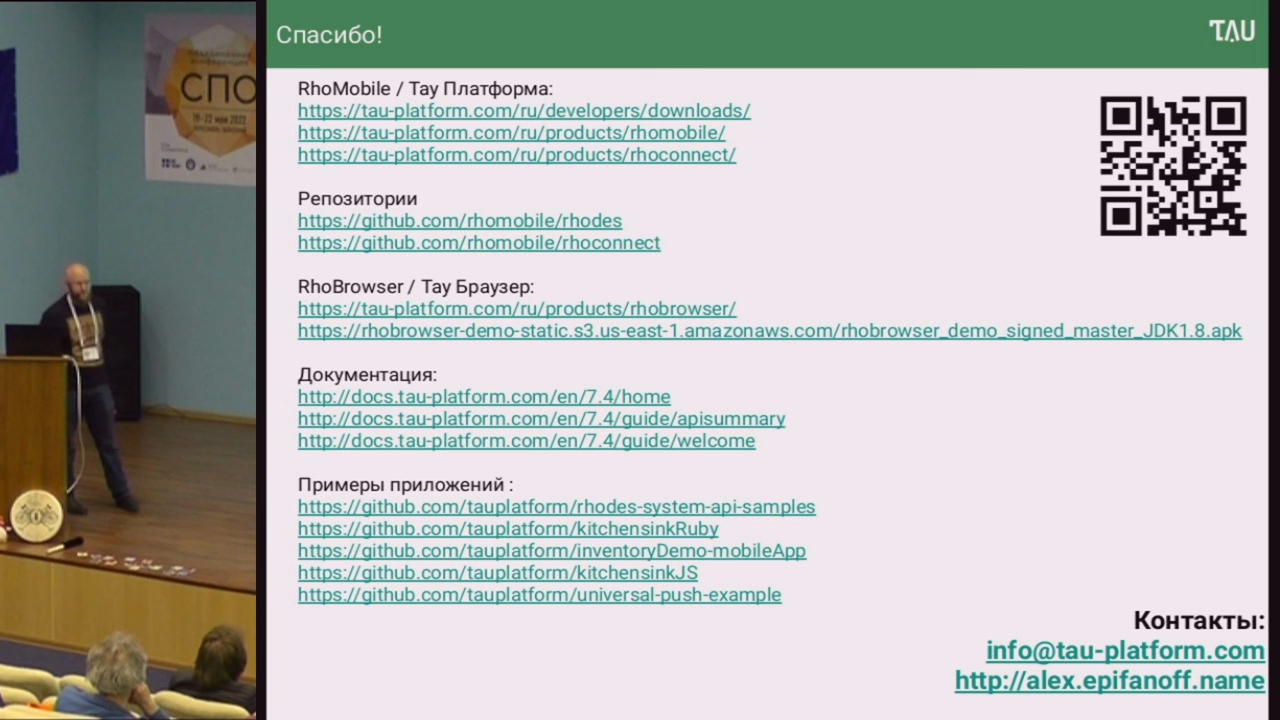 ОБЪЕДИНЕННАЯ
КОНФЕРЕНЦИЯ
СПО
19-22 мая 2022
Спасибо!
TAU
RhoMobile / Тау Платформа:
https://tau-platform.com/ru/developers/downloads/
https://tau-platform.com/ru/products/rhomobile/
https://tau-platform.com/ru/products/rhoconnect/
Репозитории
https://github.com/rhomobile/rhodes
https://github.com/rhomobile/rhoconnect
RhoBrowser / Тау Браузер:
https://tau-platform.com/ru/products/rhobrowser/
https://rhobrowser-demo-static.s3.us-east-1.amazonaws.com/rhobrowser_demo_signed_master_JDK1.8.apk
Документация:
http://docs.tau-platform.com/en/7.4/home
http://docs.tau-platform.com/en/7.4/guide/apisummary
http://docs.tau-platform.com/en/7.4/guide/welcome
Примеры приложений :
https://github.com/tauplatform/rhodes-system-api-samples
https://github.com/tauplatform/kitchensinkRuby
https://github.com/tauplatform/inventoryDemo-mobileApp
https://github.com/tauplatform/kitchensinkJS
https://github.com/tauplatform/universal-push-example
Контакты:
info@tau-platform.com
http://alex.epifanoff.name